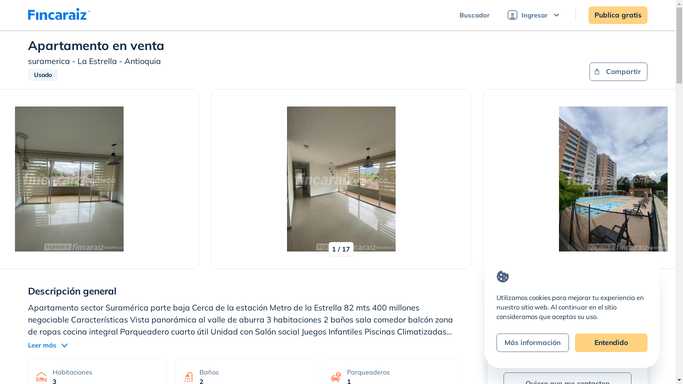 Fincaraiz
Buscador
Ingresar
Publica gratis
Apartamento en venta
suramerica - La Estrella - Antioquia
Usado
Compartir
fincaraiz
fincaraiz
fincaraiz
fincaraiz
fincaraiz
fincaraiz
1 / 17
Descripción general
Apartamento sector Suramérica parte baja Cerca de la estación Metro de la Estrella 82 mts 400 millones
negociable Características Vista panorámica al valle de aburra 3 habitaciones 2 baños sala comedor balcón zona
de ropas cocina integral Parqueadero cuarto útil Unidad con Salón social Juegos Infantiles Piscinas Climatizadas...
Leer más
Habitaciones
3
Baños
2
Parqueaderos
1
Utilizamos cookies para mejorar tu experiencia en
nuestro sitio web. Al continuar en el sitio
consideramos que aceptas su uso.
Más información
Entendido
Quiero que me contacten